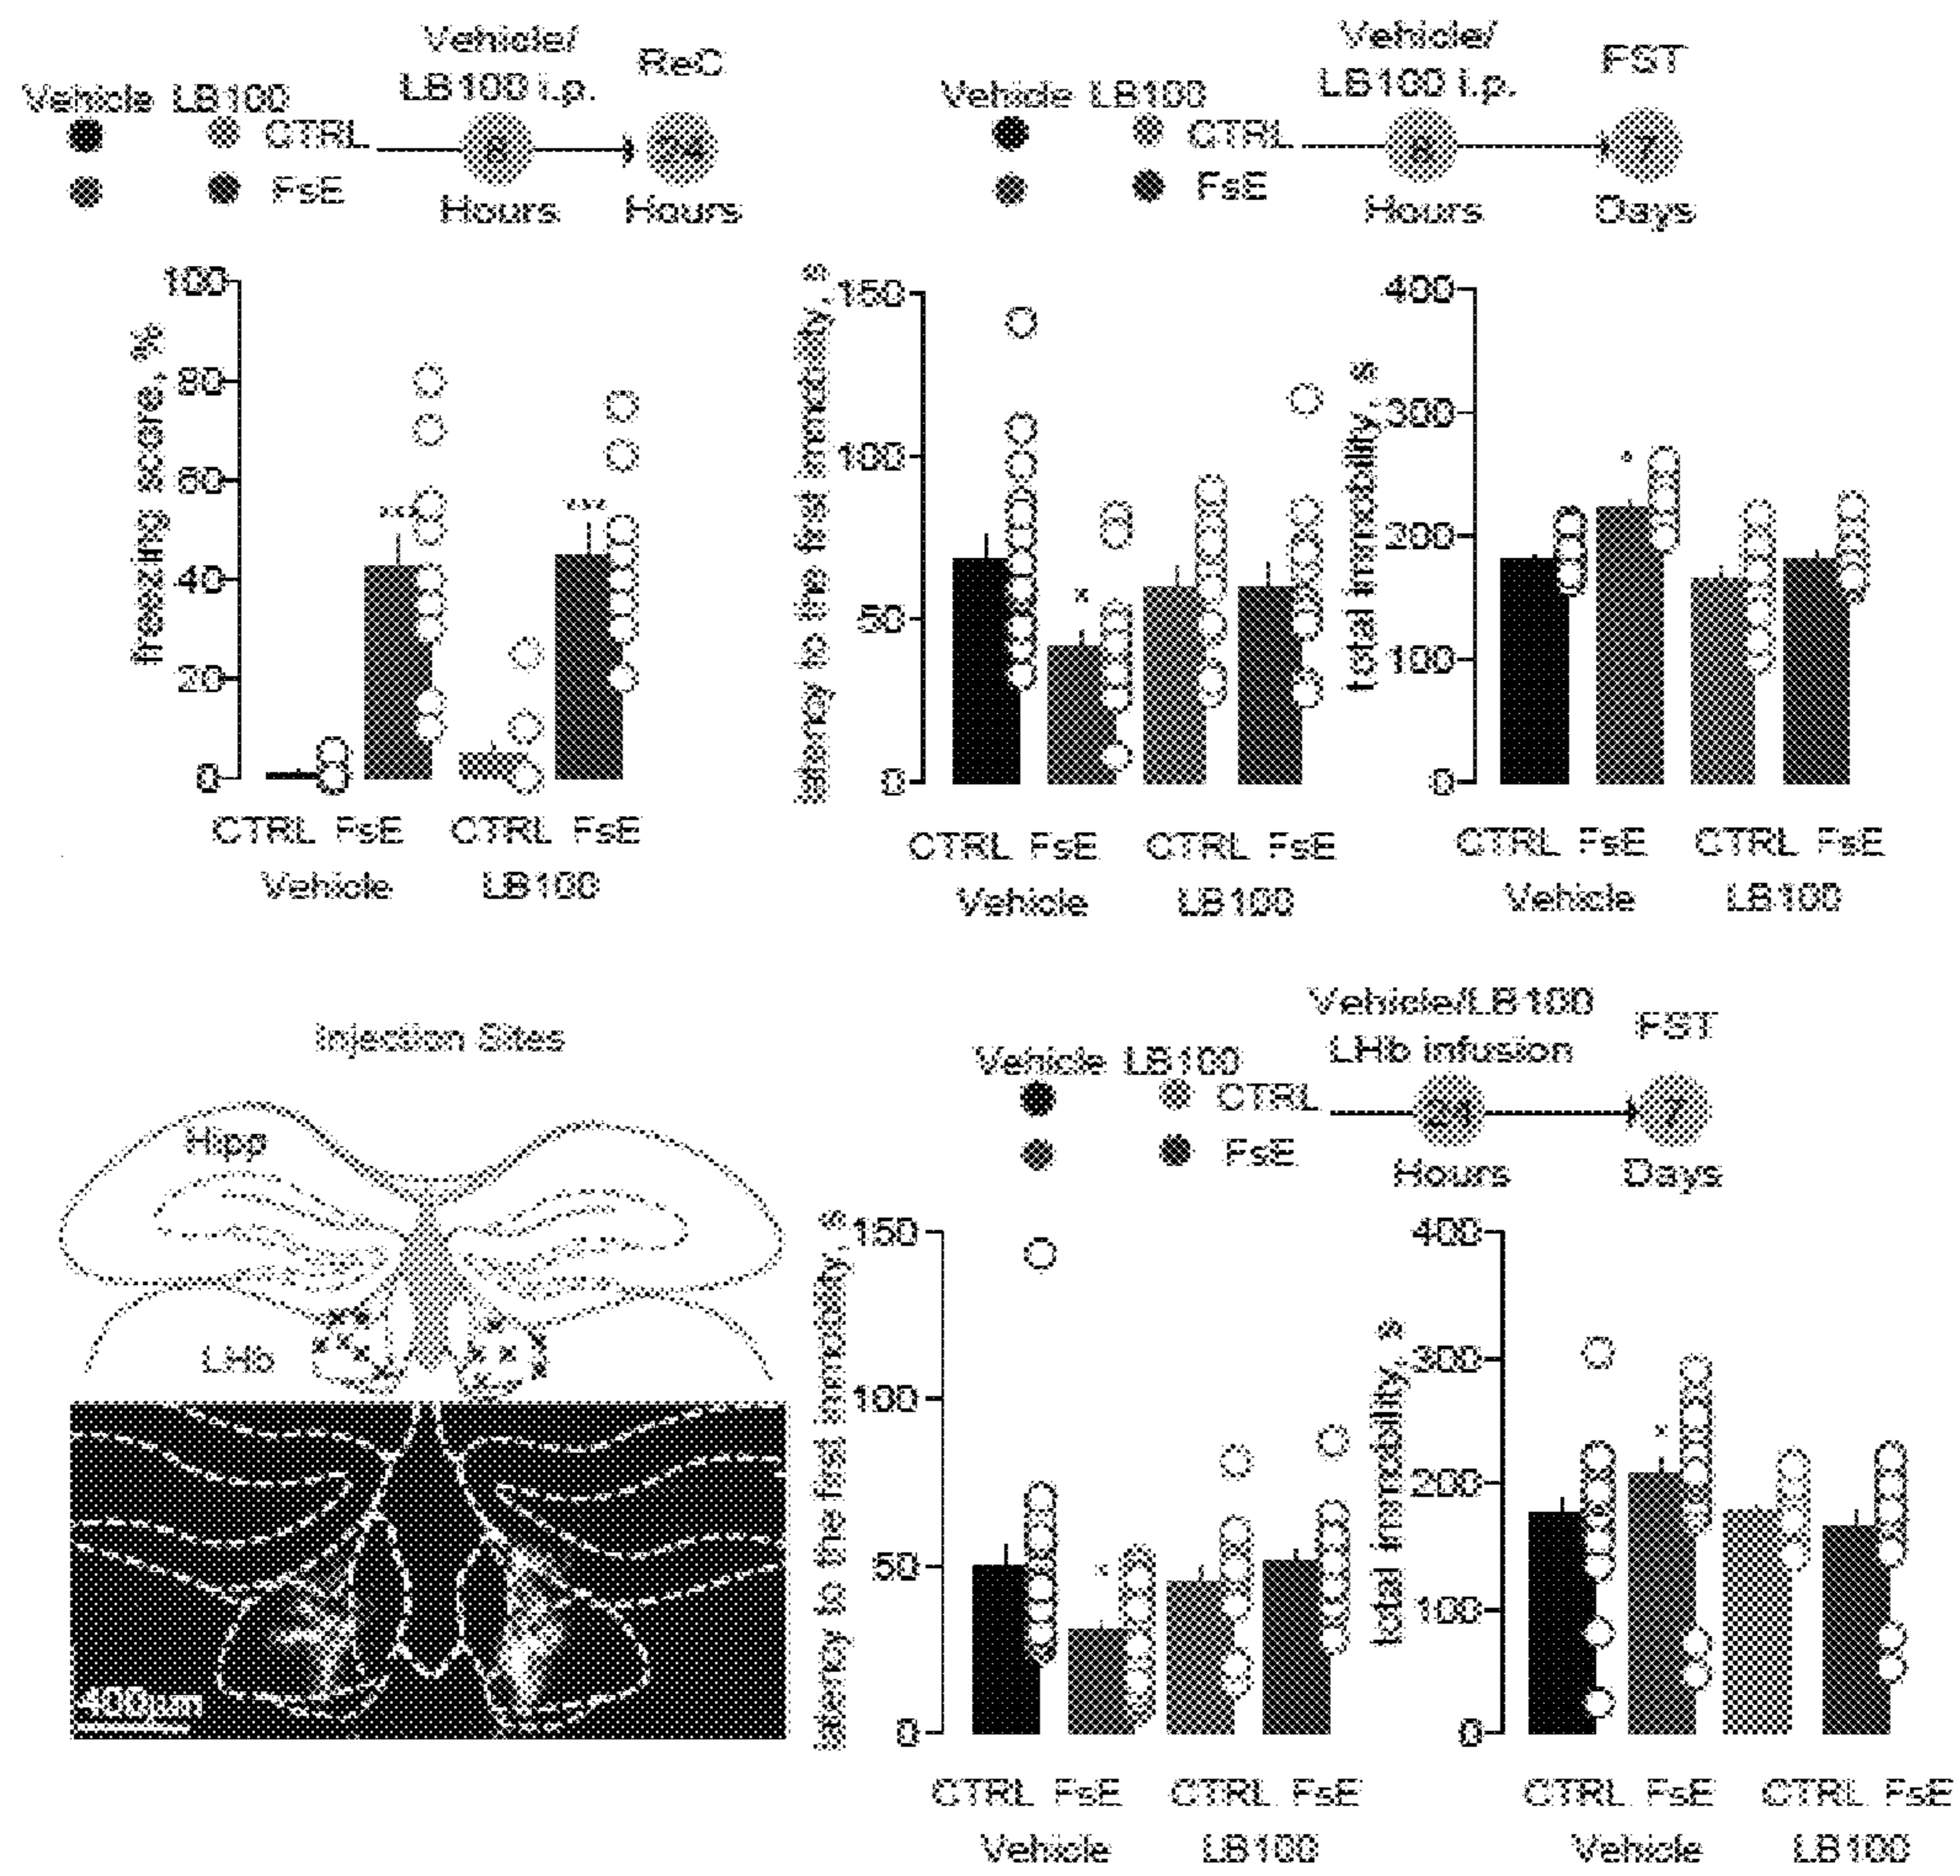 Vehicle/
LB100 i.p.
ReC
Vehicle LB100
CTRL
FsE
Hours
Hours
freezing score, %
100
80
60
40
20
0
CTRL FsE CTRL FsE
Vehicle LB100
Vehicle/
LB100 i.p.
FST
Vehicle LB100
CTRL
FsE
7
Hours
Days
latency to the first immobility, s
150
100
50
0
CTRL FsE CTRL FsE
Vehicle LB100
total immobility, s
400
300
200
100
0
CTRL FsE CTRL FsE
Vehicle LB100
Injection Sites
Hipp
LHb
400µm
Vehicle/LB100
LHb infusion
FST
Vehicle LB100
CTRL
FsE
7
Hours
Days
latency to the first immobility, s
150
100
50
0
CTRL FsE CTRL FsE
Vehicle LB100
total immobility, s
400
300
200
100
0
CTRL FsE CTRL FsE
Vehicle LB100